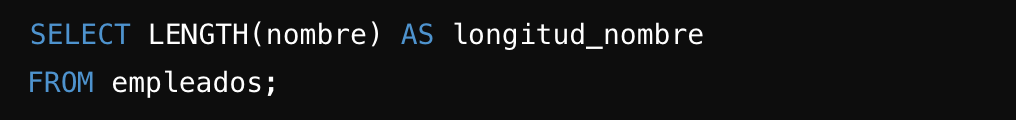 SELECT LENGTH(nombre) AS longitud_nombre
FROM empleados;